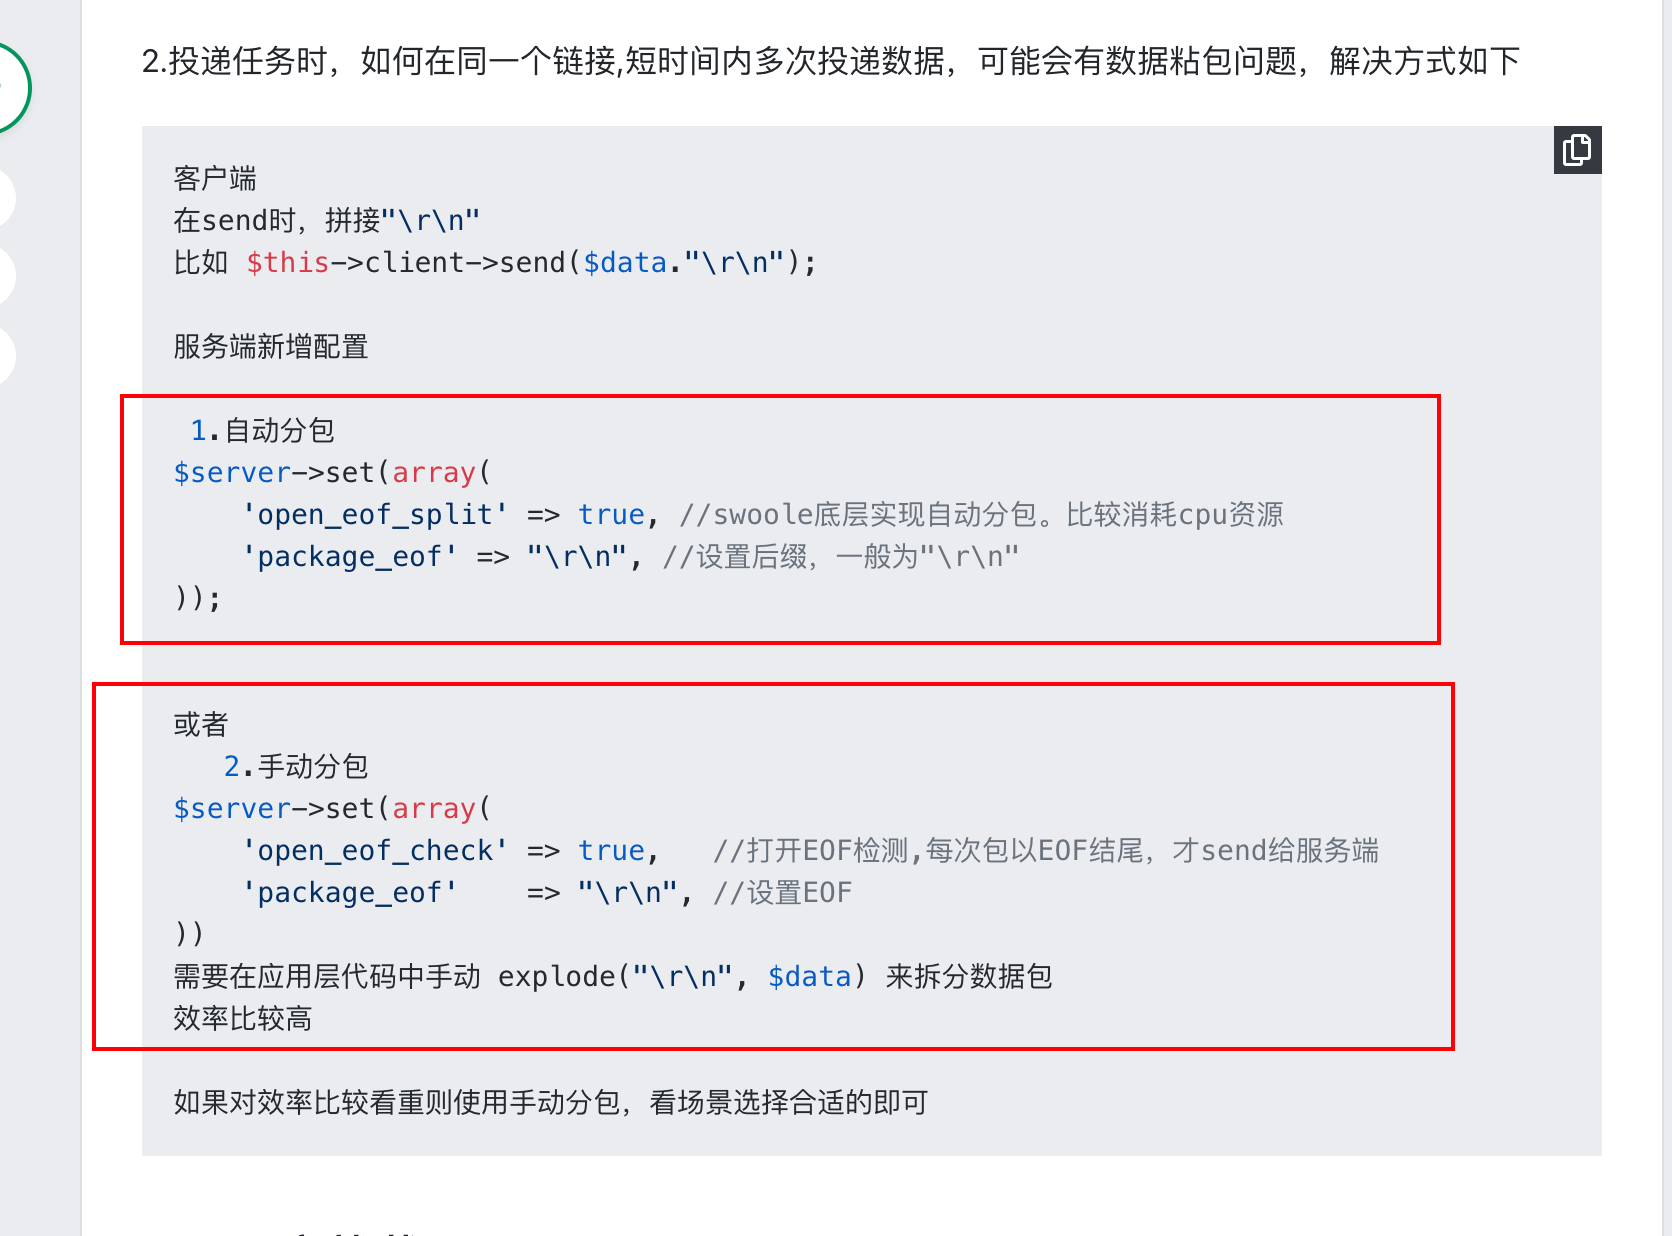 2.投递任务时，如何在同一个链接,短时间内多次投递数据，可能会有数据粘包问题，解决方式如下
客户端
在send时，拼接"\r\n"
比如 $this->client->send($data."\r\n");
服务端新增配置
1.自动分包
$server->set(array(
'open_eof_split' => true, //swoole底层实现自动分包。比较消耗cpu资源
'package_eof' => "\r\n", //设置后缀，一般为"\r\n"
));
或者
2.手动分包
$server->set(array(
'open_eof_check' => true, //打开EOF检测,每次包以EOF结尾，才send给服务端
'package_eof' => "\r\n", //设置EOF
))
需要在应用层代码中手动 explode("\r\n", $data) 来拆分数据包
效率比较高
如果对效率比较看重则使用手动分包，看场景选择合适的即可